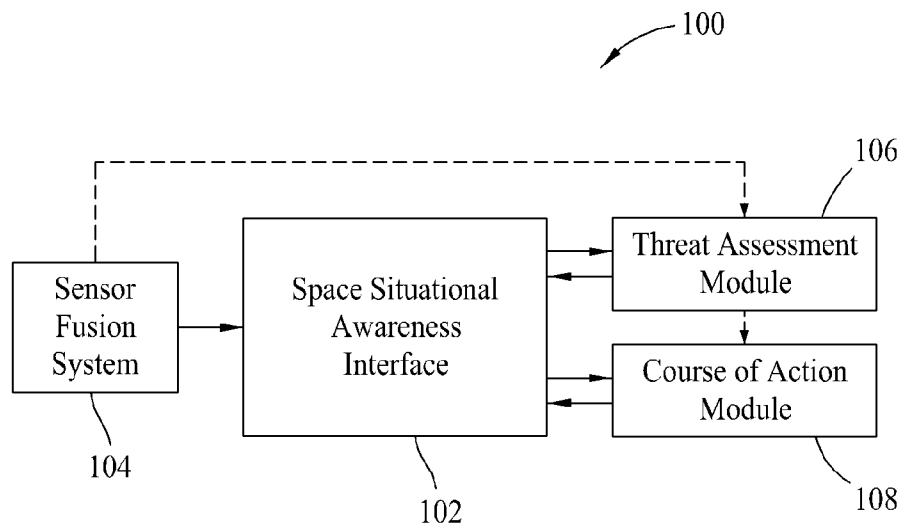 100
106
Threat Assessment
Module
Sensor
Fusion
System
Space Situational
Awareness
Interface
Course of Action
Module
104
102
108